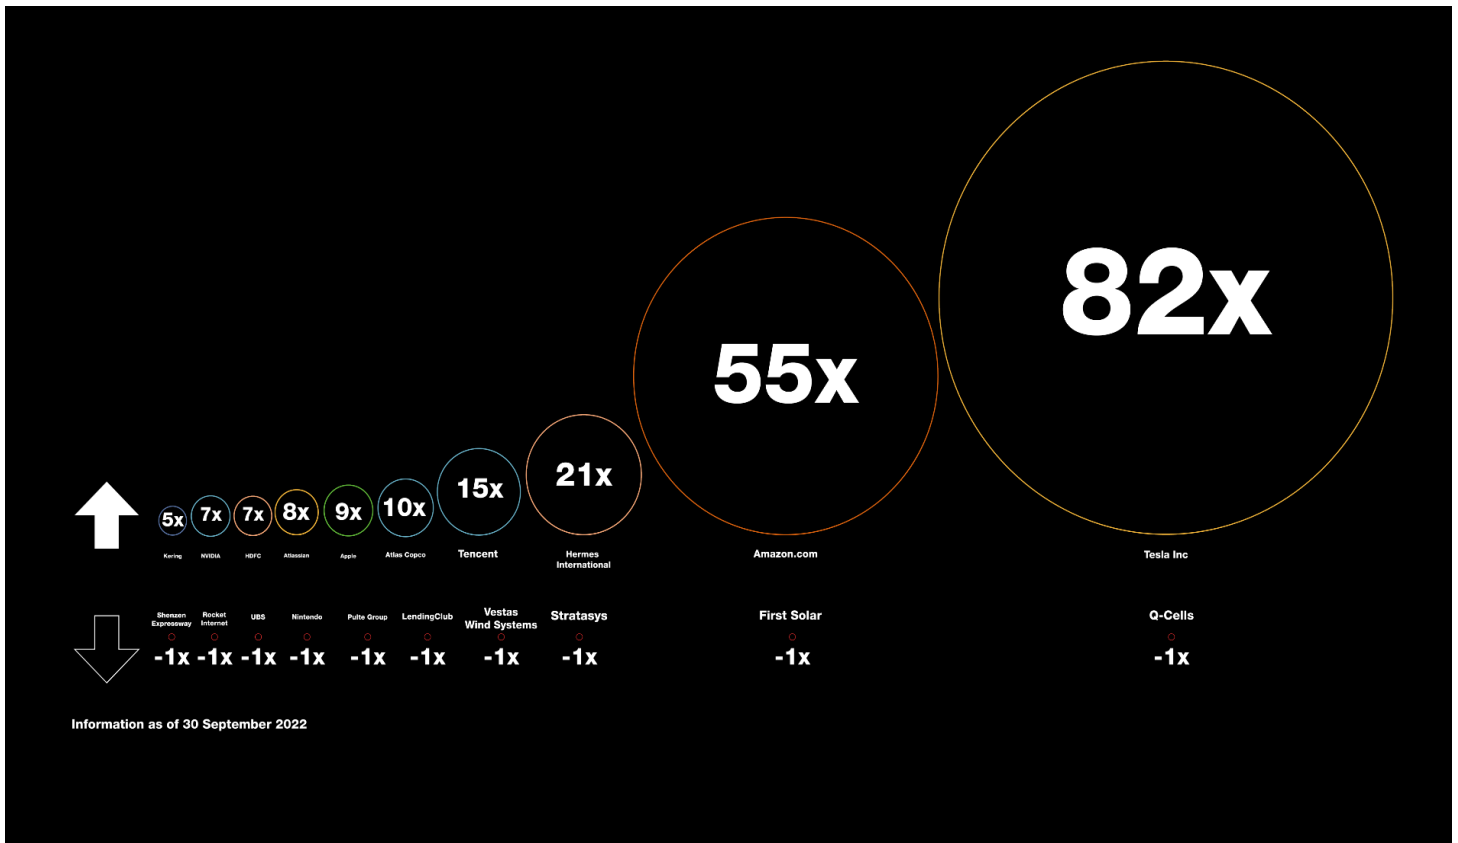 82x
55x
21x
15x
10x
9x
8x
7x
7x
5x
Kering
NVIDIA
HDFC
Atlassian
Apple
Atlas Copco
Tencent
Hermes
International
Amazon.com
Tesla Inc
Shenzen
Expressway
Rocket
Internet
UBS
Nintendo
Pulte Group
LendingClub
Vestas
Wind Systems
Stratasys
First Solar
Q-Cells
-1x
-1x
-1x
-1x
-1x
-1x
-1x
-1x
-1x
-1x
Information as of 30 September 2022